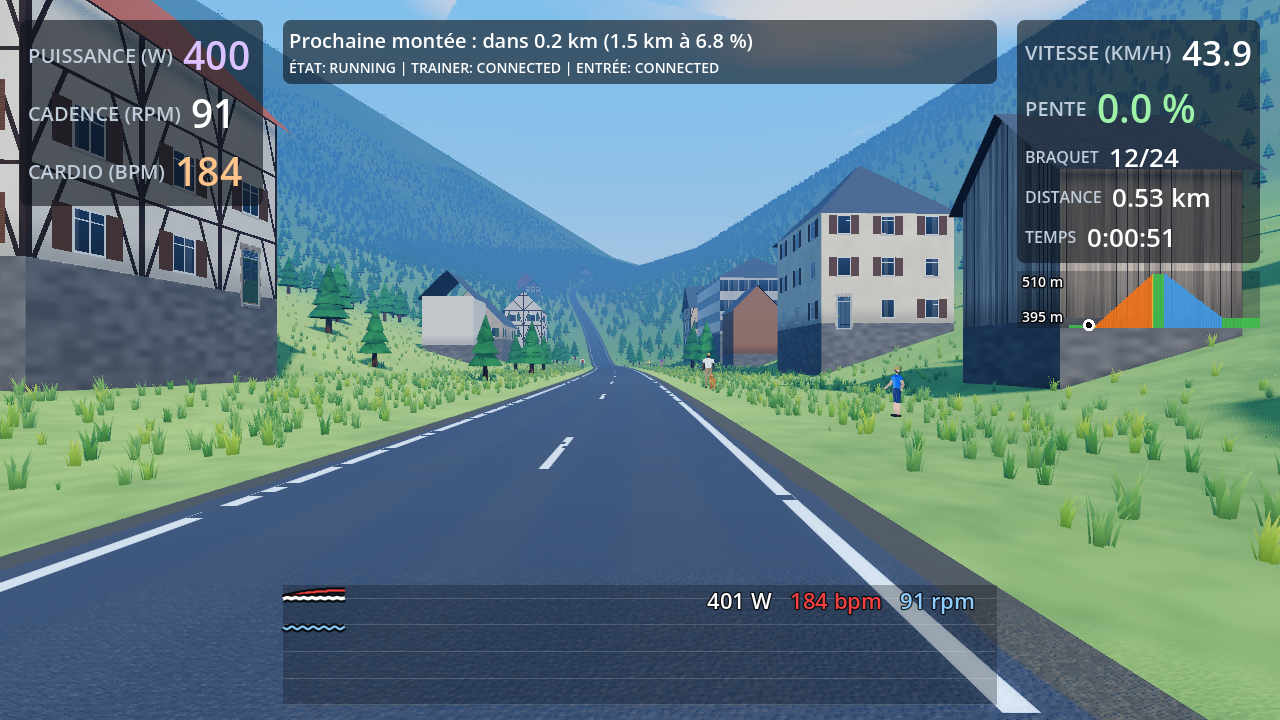 PUISSANCE (W) 400
CADENCE (RPM) 91
CARDIO (BPM) 184
Prochaine montée : dans 0.2 km (1.5 km à 6.8 %)
ÉTAT: RUNNING | TRAINER: CONNECTED | ENTRÉE: CONNECTED
VITESSE (KM/H) 43.9
PENTE 0.0 %
BRAQUET 12/24
DISTANCE 0.53 km
TEMPS 0:00:51
510 m
395 m
401 W 184 bpm 91 rpm